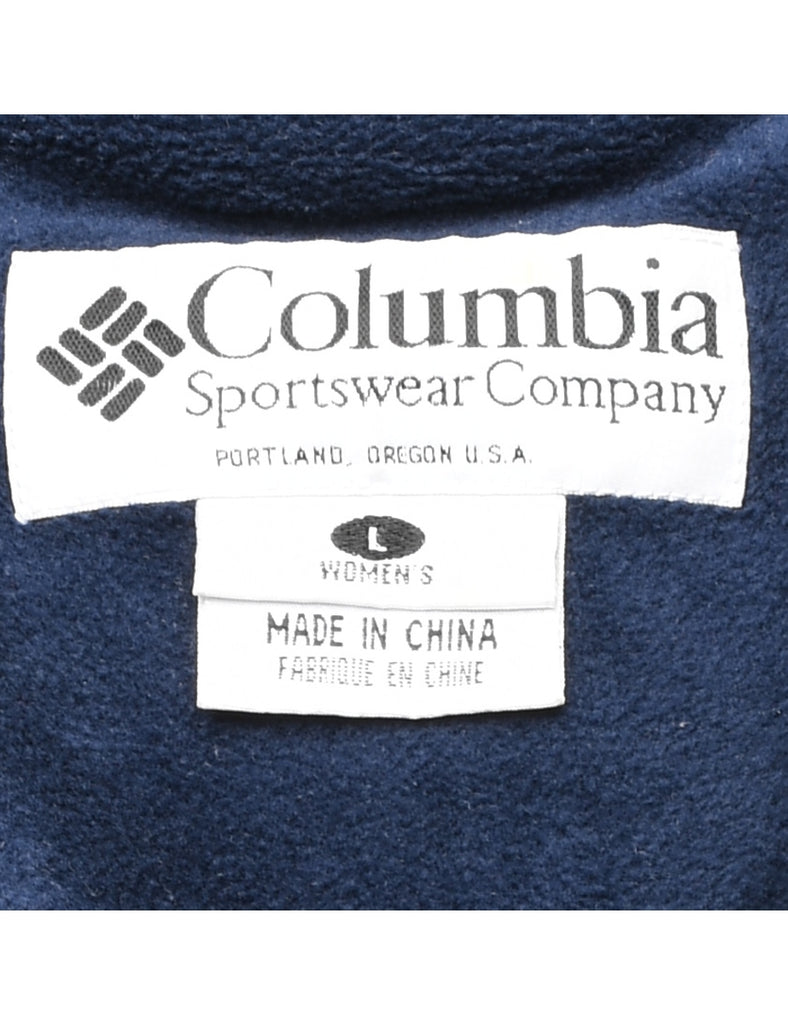 Columbia
Sportswear Company
PORTLAND, OREGON U.S.A.
L
WOMEN'S
MADE IN CHINA
FABRIQUE EN CHINE